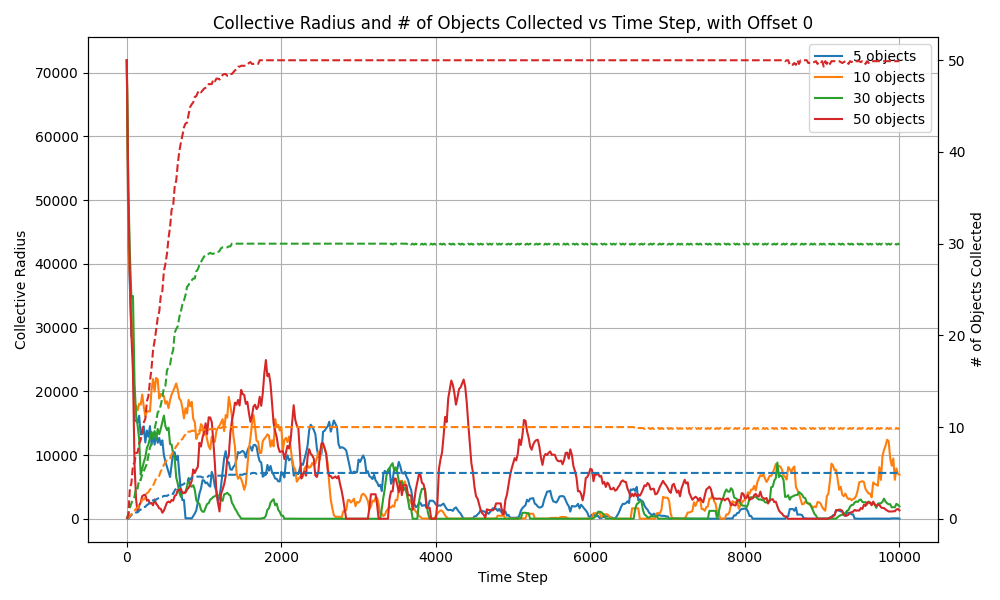 Collective Radius and # of Objects Collected vs Time Step, with Offset 0
5 objects
10 objects
30 objects
50 objects
Collective Radius
70000
60000
50000
40000
30000
20000
10000
0
# of Objects Collected
50
40
30
20
10
0
0
2000
4000
6000
8000
10000
Time Step